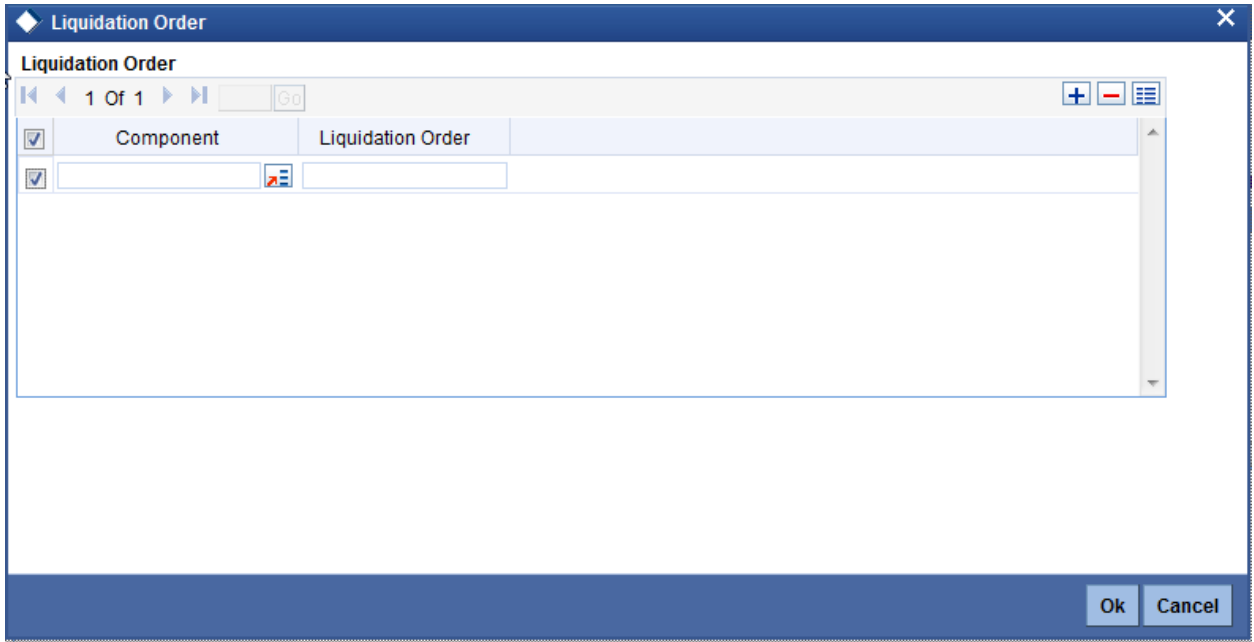 Liquidation Order
Liquidation Order
1 Of 1 Go
Component Liquidation Order
Ok Cancel